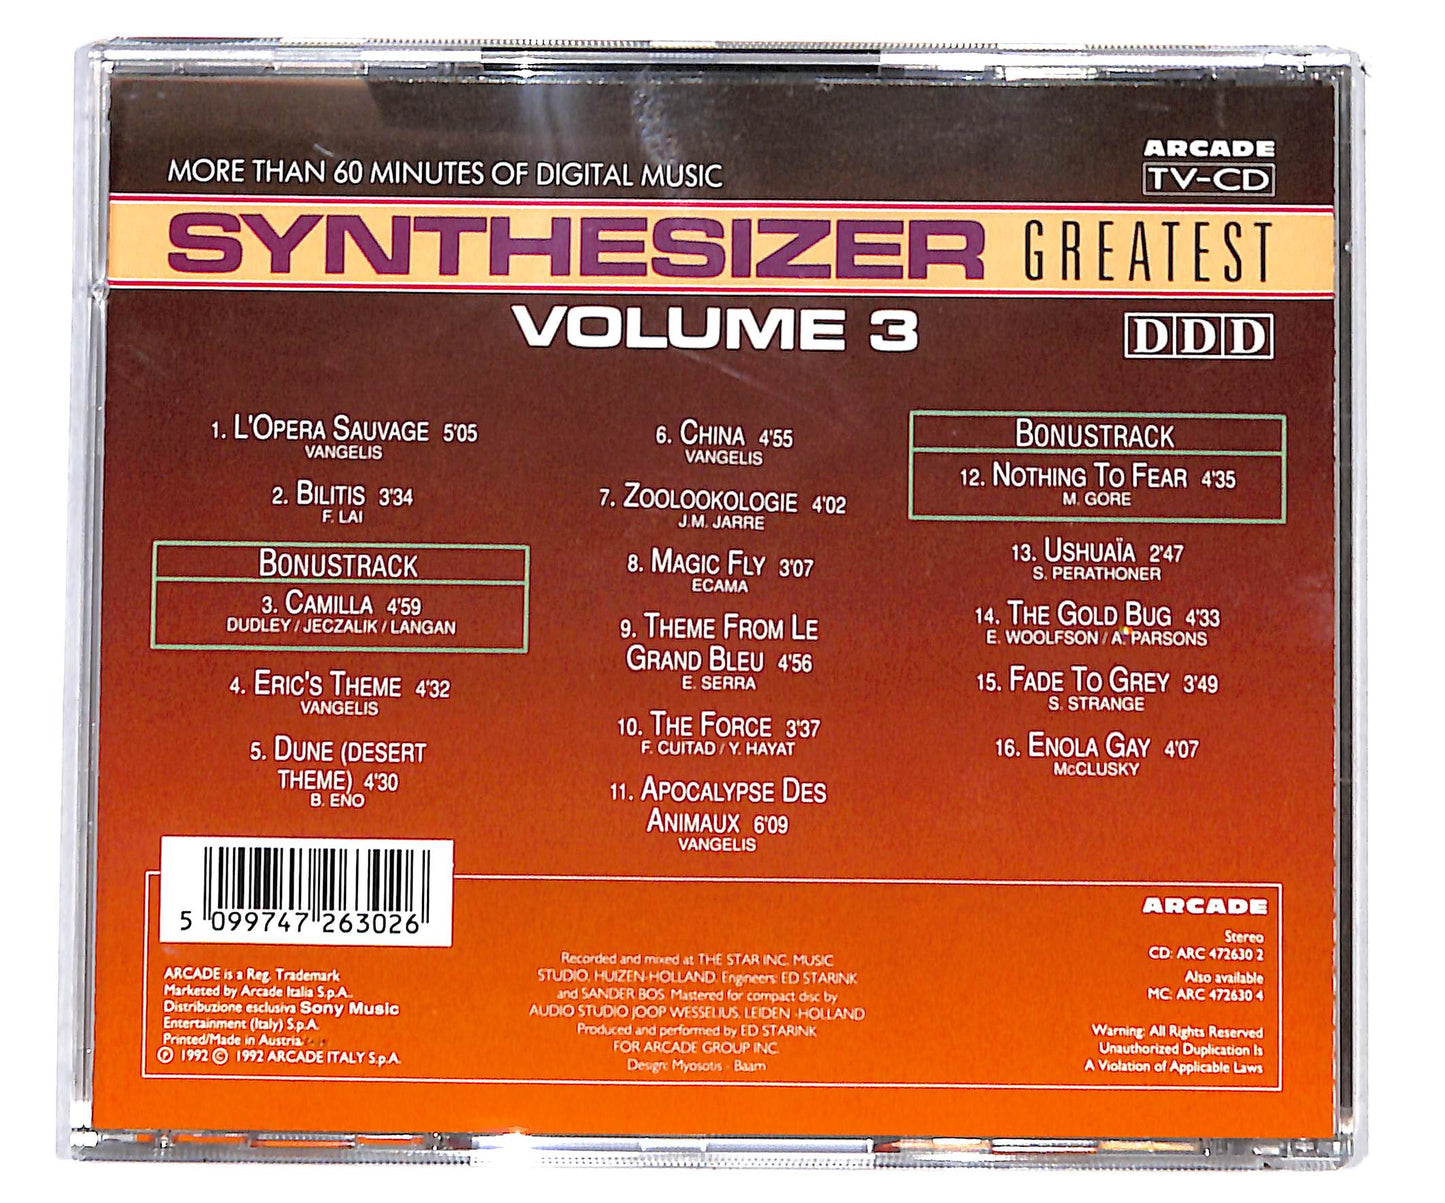 MORE THAN 60 MINUTES OF DIGITAL MUSIC
ARCADE
TV-CD
SYNTHESIZER GREATEST
VOLUME 3
DDD
1. L'OPERA SAUVAGE 5'05
VANGELIS
2. BILITIS 3'34
F. LAI
BONUSTRACK
3. CAMILLA 4'59
DUDLEY / JECZALIK / LANGAN
4. ERIC'S THEME 4'32
VANGELIS
5. DUNE (DESERT
THEME) 4'30
B. ENO
6. CHINA 4'55
VANGELIS
7. ZOOLOOKOLOGIE 4'02
J.M. JARRE
8. MAGIC FLY 3'07
ECAMA
9. THEME FROM LE
GRAND BLEU 4'56
E. SERRA
10. THE FORCE 3'37
F. CUITAD / Y. HAYAT
11. APOCALYPSE DES
ANIMAUX 6'09
VANGELIS
BONUSTRACK
12. NOTHING TO FEAR 4'35
M. GORE
13. USHUAÏA 2'47
S. PERATHONER
14. THE GOLD BUG 4'33
E. WOOLFSON / A. PARSONS
15. FADE TO GREY 3'49
S. STRANGE
16. ENOLA GAY 4'07
McCLUSKY
5 099747 263026
ARCADE is a Reg. Trademark
Marketed by Arcade Italia S.p.A..
Distribuzione esclusiva Sony Music
Entertainment (Italy) S.p.A.
Printed/Made in Austria
℗ 1992 © 1992 ARCADE ITALY S.p.A.
Recorded and mixed at THE STAR INC. MUSIC
STUDIO, HUIZEN-HOLLAND. Engineers: ED STARINK
and SANDER BOS. Mastered for compact disc by
AUDIO STUDIO JOOP WESSELIUS, LEIDEN -HOLLAND
Produced and performed by ED STARINK
FOR ARCADE GROUP INC.
Design: Myosotis - Baarn
ARCADE
Stereo
CD: ARC 472630 2
Also available
MC: ARC 472630 4
Warning: All Rights Reserved
Unauthorized Duplication Is
A Violation of Applicable Laws